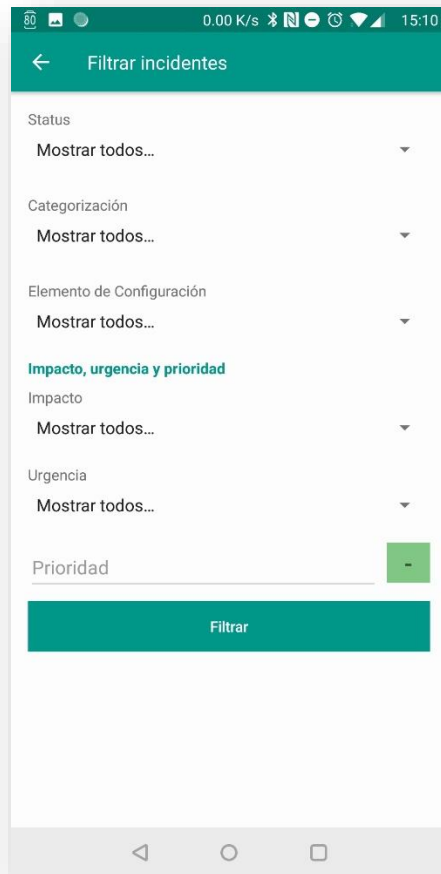 80 0.00 K/s 15:10
Filtrar incidentes
Status
Mostrar todos...
Categorización
Mostrar todos...
Elemento de Configuración
Mostrar todos...
Impacto, urgencia y prioridad
Impacto
Mostrar todos...
Urgencia
Mostrar todos...
Prioridad -
Filtrar